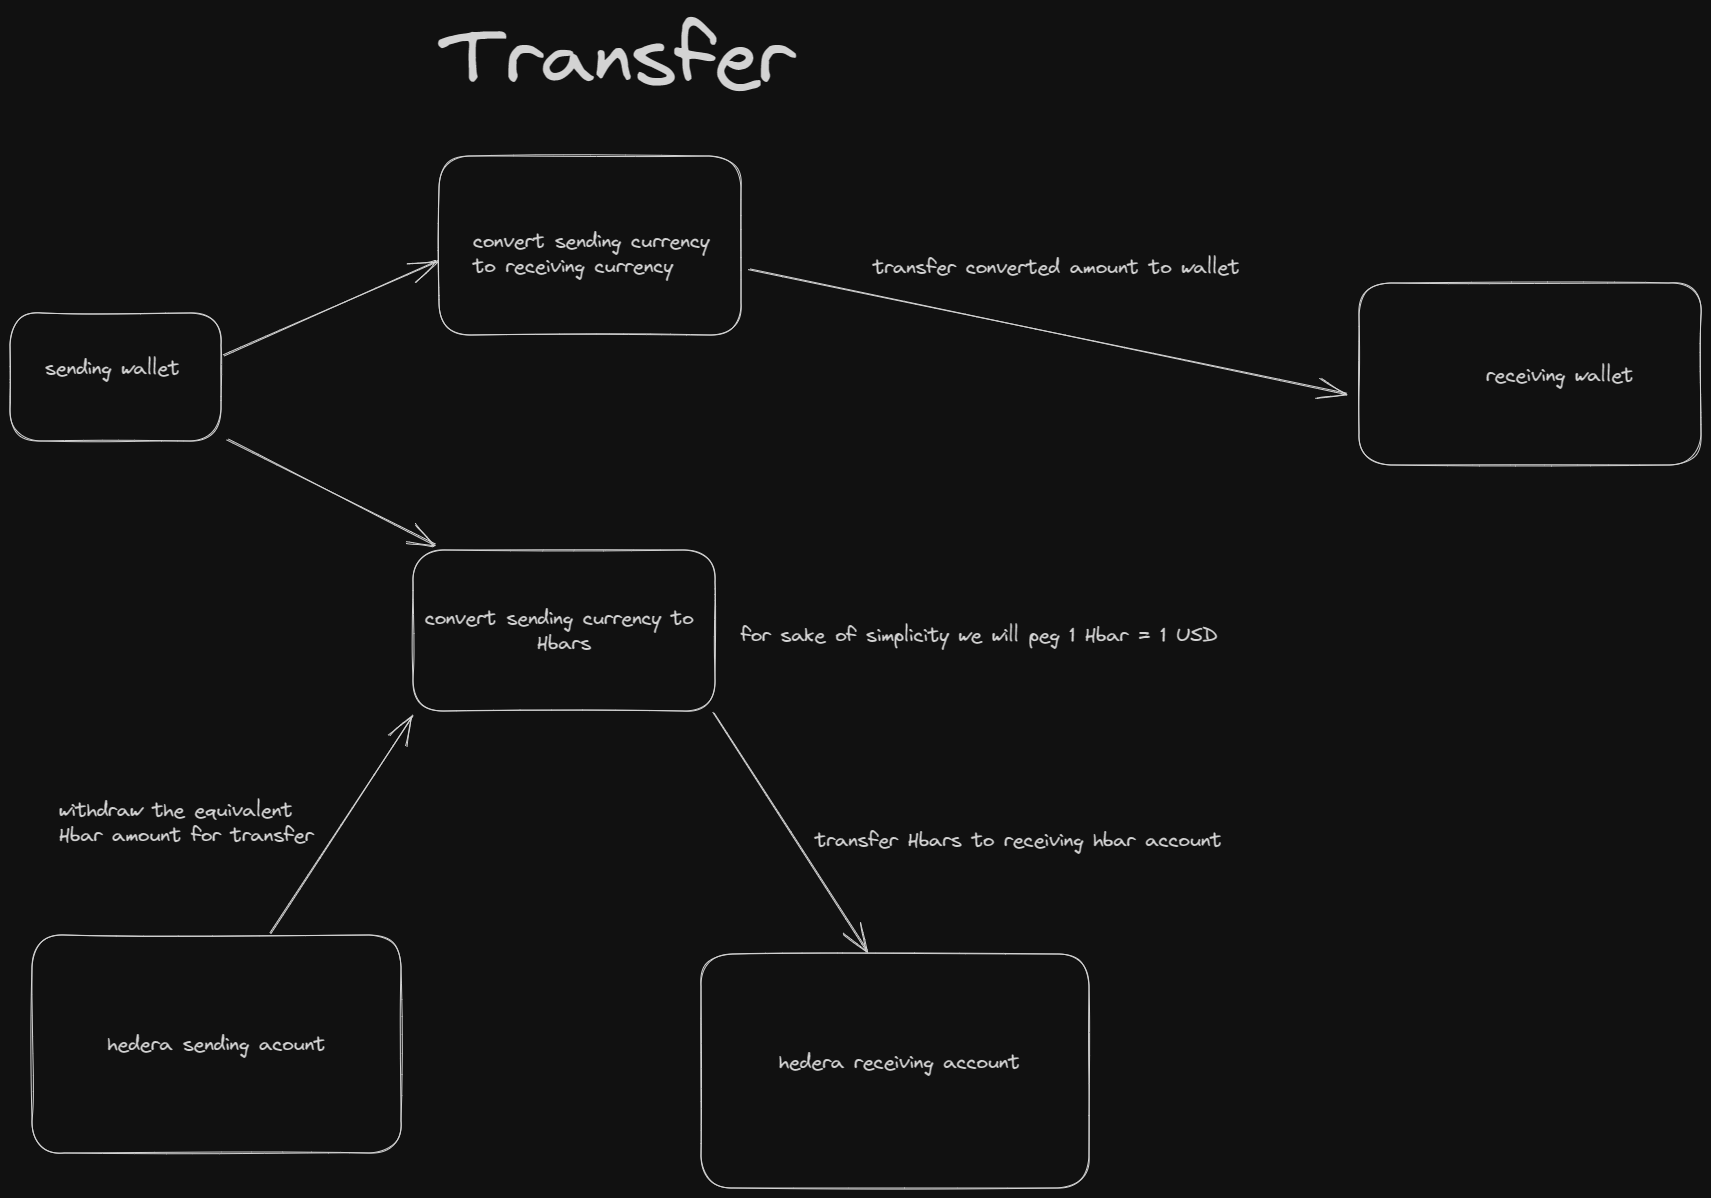 Transfer
convert sending currency
to receiving currency
transfer converted amount to wallet
sending wallet
receiving wallet
convert sending currency to
Hbars
for sake of simplicity we will peg 1 Hbar = 1 USD
withdraw the equivalent
Hbar amount for transfer
transfer Hbars to receiving hbar account
hedera sending acount
hedera receiving account